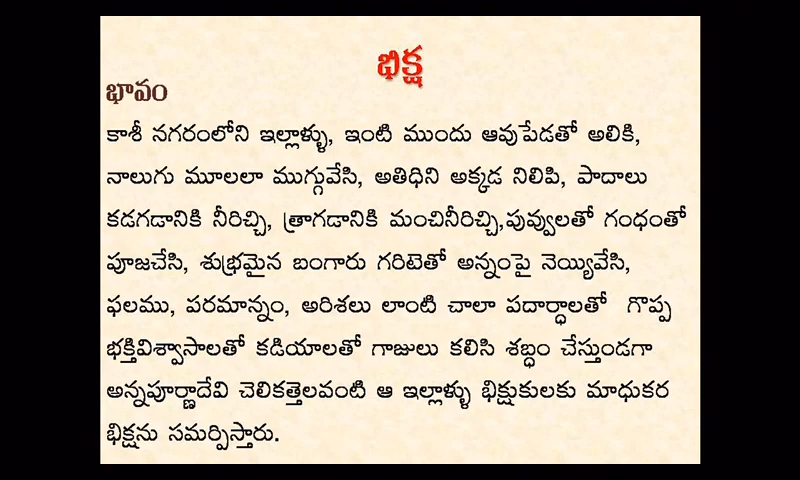 భిక్ష
భావం
కాశీ నగరంలోని ఇల్లాళ్ళు, ఇంటి ముందు ఆవుపేడతో అలికి,
నాలుగు మూలలా ముగ్గువేసి, అతిధిని అక్కడ నిలిపి, పాదాలు
కడగడానికి నీరిచ్చి, త్రాగడానికి మంచినీరిచ్చి,పువ్వులతో గంధంతో
పూజచేసి, శుభ్రమైన బంగారు గరిటెతో అన్నంపై నెయ్యివేసి,
ఫలము, పరమాన్నం, అరిశలు లాంటి చాలా పదార్ధాలతో గొప్ప
భక్తివిశ్వాసాలతో కడియాలతో గాజులు కలిసి శబ్ధం చేస్తుండగా
అన్నపూర్ణాదేవి చెలికత్తెలవంటి ఆ ఇల్లాళ్ళు భిక్షుకులకు మాధుకర
భిక్షను సమర్పిస్తారు.